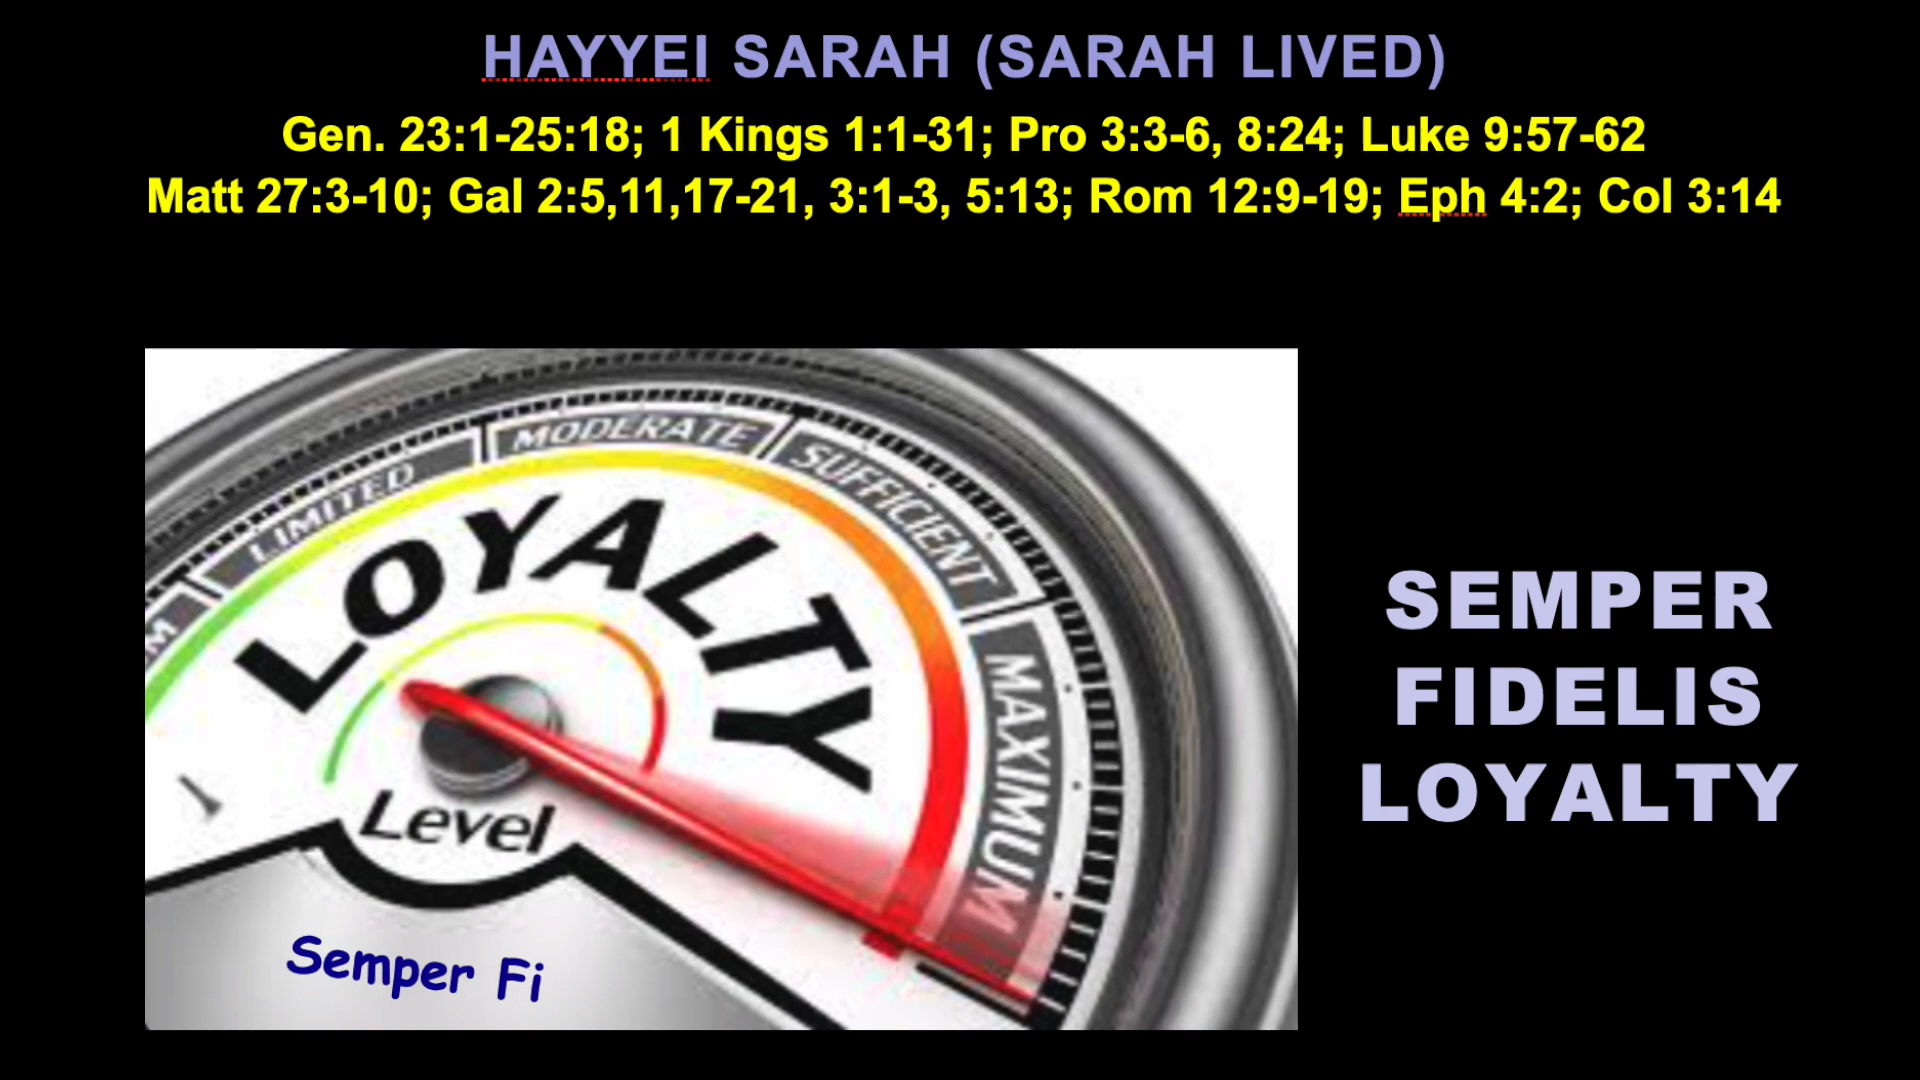 HAYYEI SARAH (SARAH LIVED)
Gen. 23:1-25:18; 1 Kings 1:1-31; Pro 3:3-6, 8:24; Luke 9:57-62
Matt 27:3-10; Gal 2:5,11,17-21, 3:1-3, 5:13; Rom 12:9-19; Eph 4:2; Col 3:14
LIMITED
MODERATE
SUFFICIENT
MAXIMUM
LOYALTY
Level
Semper Fi
SEMPER
FIDELIS
LOYALTY